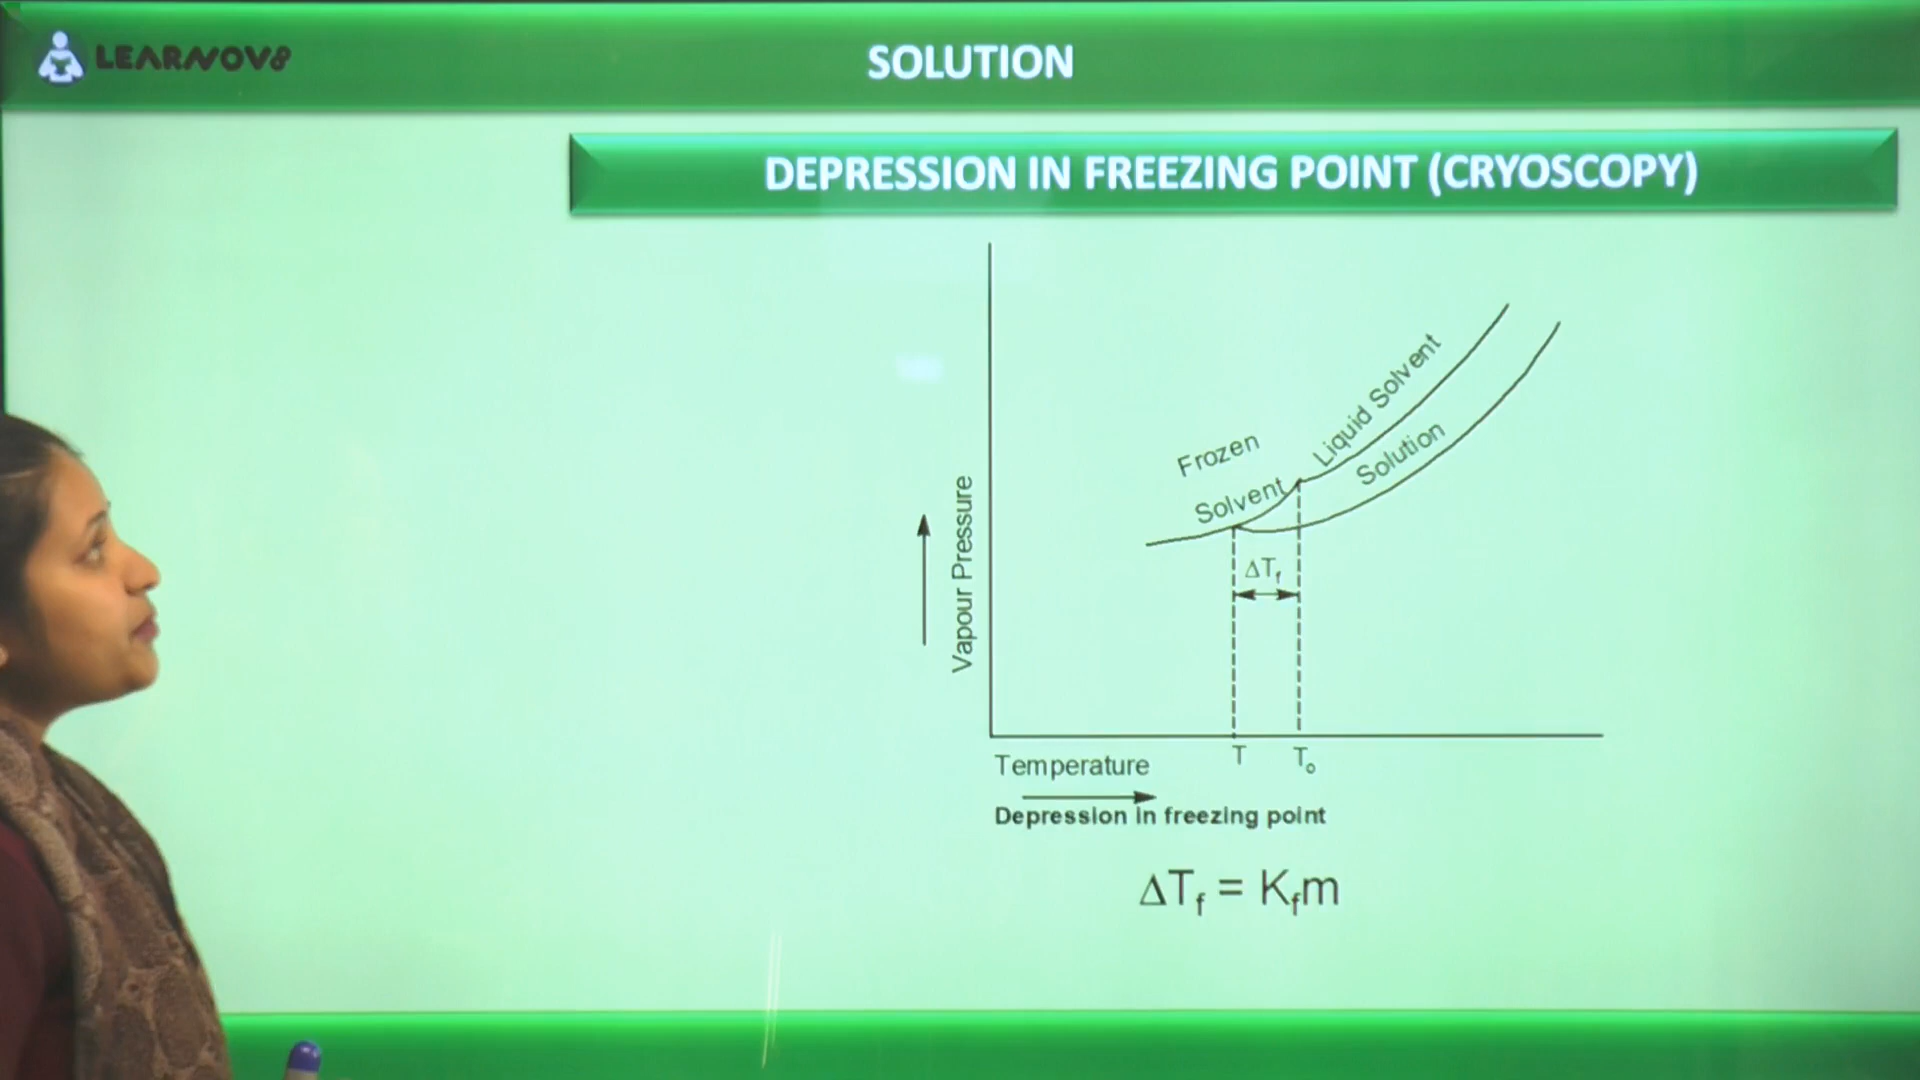 LEARNOV8
SOLUTION
DEPRESSION IN FREEZING POINT (CRYOSCOPY)
Vapour Pressure
Frozen
Solvent
Liquid Solvent
Solution
ΔTf
T
To
Temperature
Depression in freezing point
ΔTf = Kfm